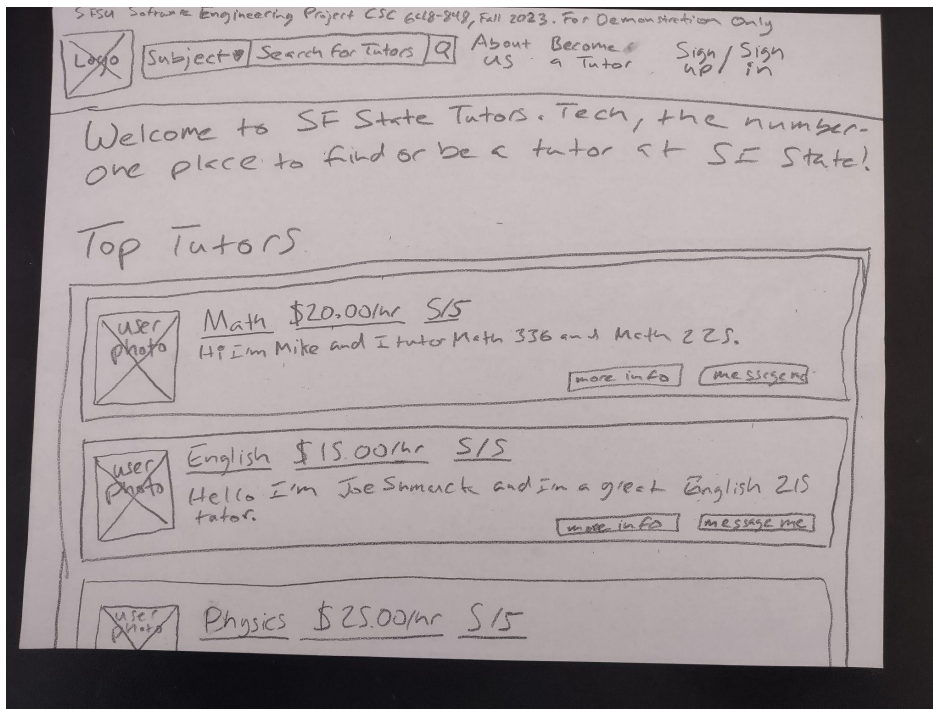 SFSU Software Engineering Project CSC 648-848, Fall 2023. For Demonstration Only
Logo
Subject
Search for Tutors
About us
Become a Tutor
Sign up / Sign in
Welcome to SF State Tutors.Tech, the number-
one place to find or be a tutor at SF State!
Top Tutors
user
photo
Math $20.00/hr 5/5
Hi I'm Mike and I tutor Math 336 and Math 225.
more info message me
user
photo
English $15.00/hr 5/5
Hello I'm Joe Shmuck and I'm a great English 215
tutor.
more info message me
user
photo
Physics $25.00/hr 5/5